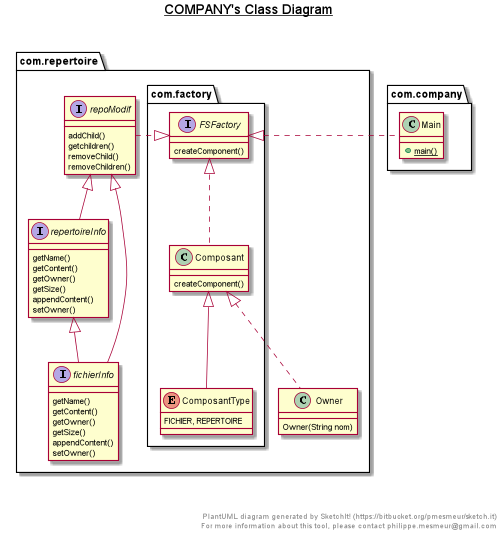 COMPANY's Class Diagram
com.repertoire
com.factory
com.company
I repoModif
addChild()
getchildren()
removeChild()
removeChildren()
I FSFactory
createComponent()
C Main
main()
I repertoireInfo
getName()
getContent()
getOwner()
getSize()
appendContent()
setOwner()
C Composant
createComponent()
I fichierInfo
getName()
getContent()
getOwner()
getSize()
appendContent()
setOwner()
E ComposantType
FICHIER, REPERTOIRE
C Owner
Owner(String nom)
PlantUML diagram generated by SketchIt! (https://bitbucket.org/pmesmeur/sketch.it)
For more information about this tool, please contact philippe.mesmeur@gmail.com